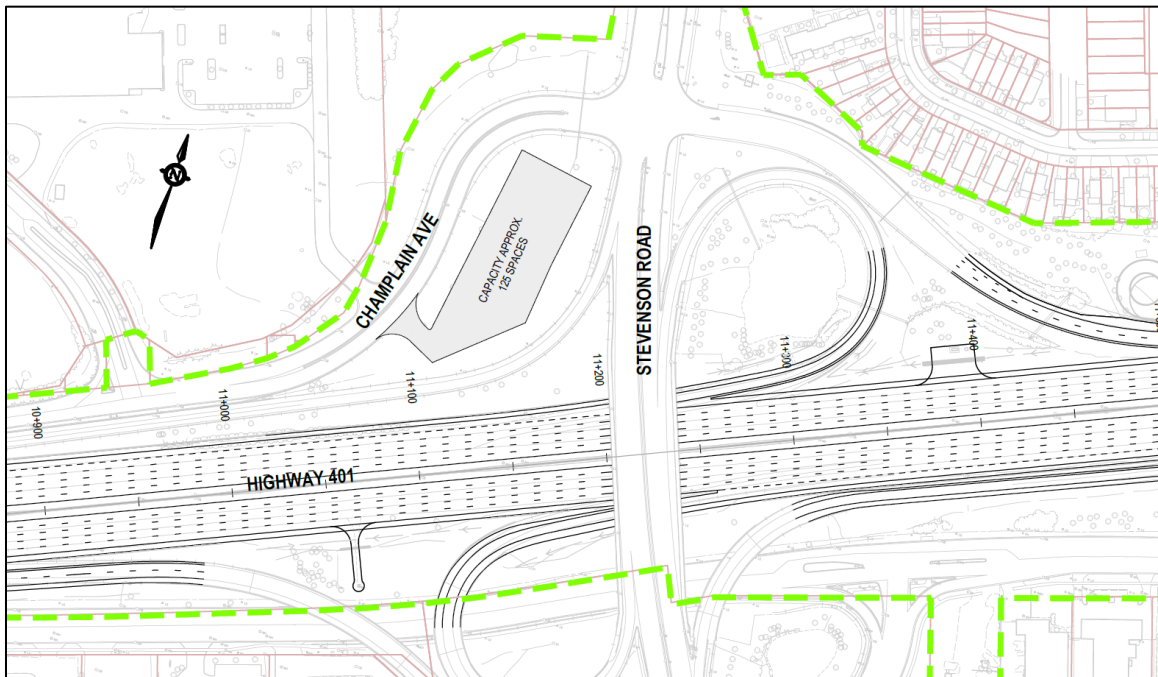 N
CHAMPLAIN AVE
CAPACITY APPROX.
125 SPACES
STEVENSON ROAD
10+900
11+000
11+100
11+200
11+300
11+400
HIGHWAY 401